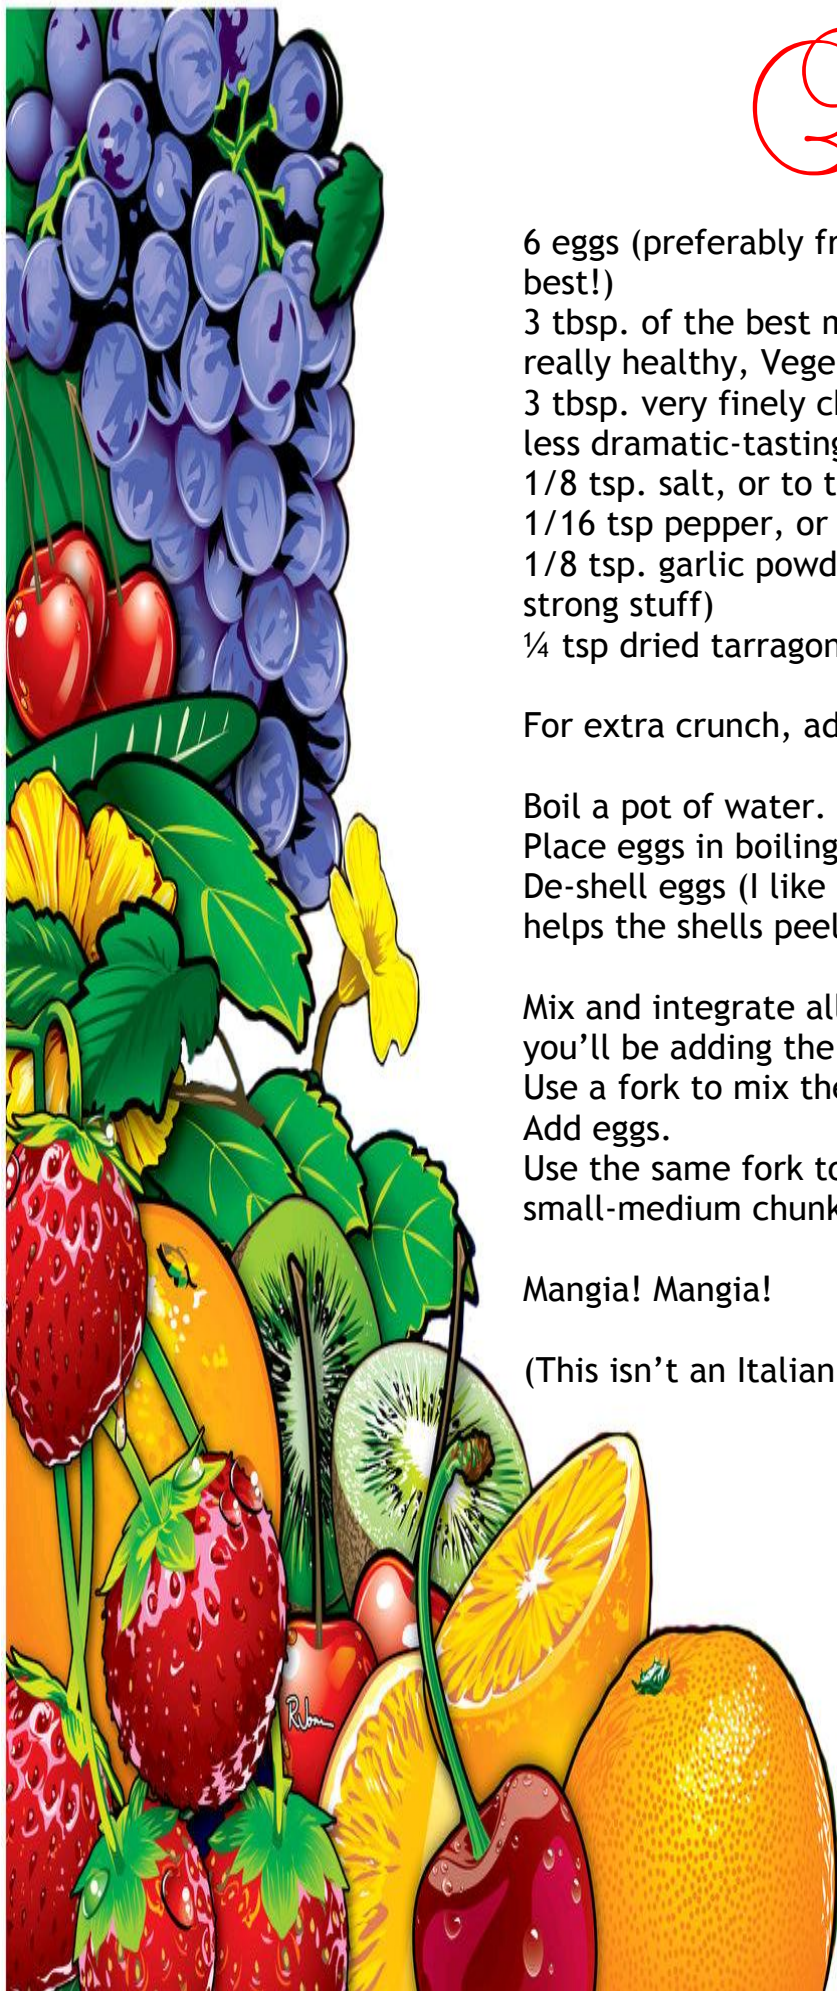 6 eggs (preferably fr
best!)
3 tbsp. of the best m
really healthy, Vege
3 tbsp. very finely cl
less dramatic-tasting
1/8 tsp. salt, or to t
1/16 tsp pepper, or
1/8 tsp. garlic powd
strong stuff)
¼ tsp dried tarragon
For extra crunch, ad
Boil a pot of water.
Place eggs in boiling
De-shell eggs (I like
helps the shells peel
Mix and integrate all
you’ll be adding the
Use a fork to mix the
Add eggs.
Use the same fork to
small-medium chunk
Mangia! Mangia!
(This isn’t an Italian